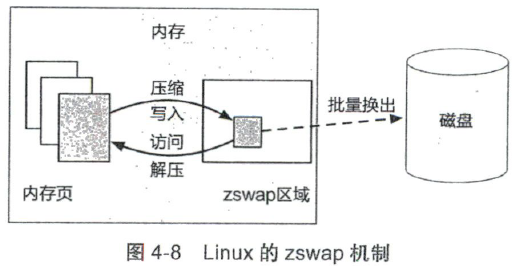 内存
压缩
写入
访问
解压
内存页
zswap区域
批量换出
磁盘
图 4-8 Linux 的 zswap 机制